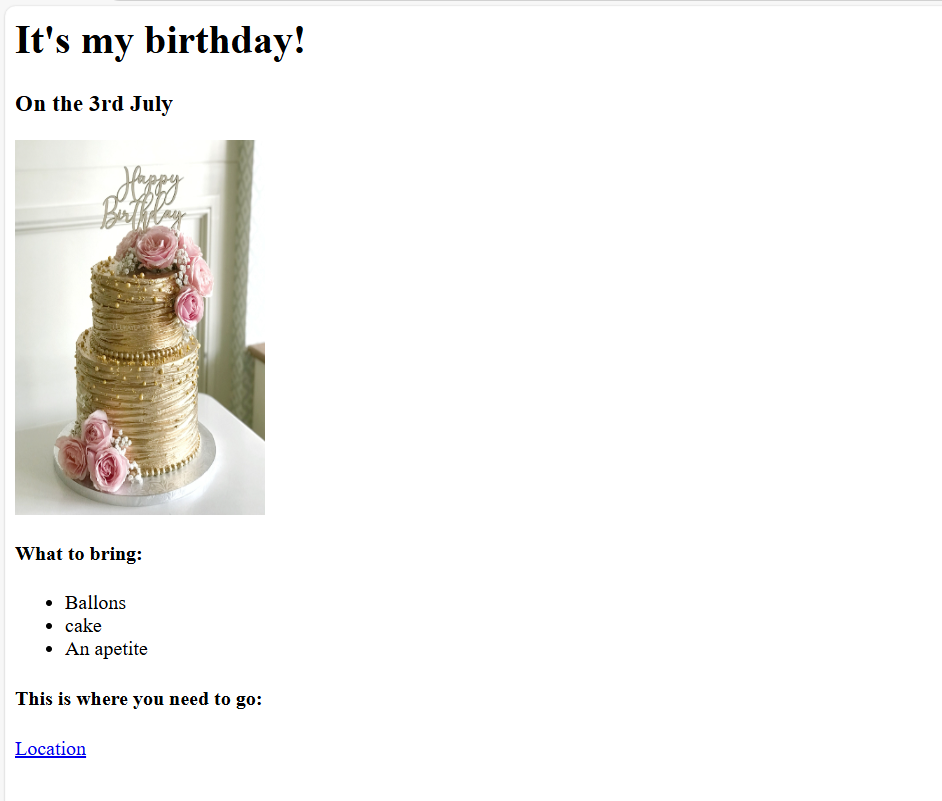 It's my birthday!
On the 3rd July
Happy
Birthday
What to bring:
Ballons
cake
An apetite
This is where you need to go:
Location